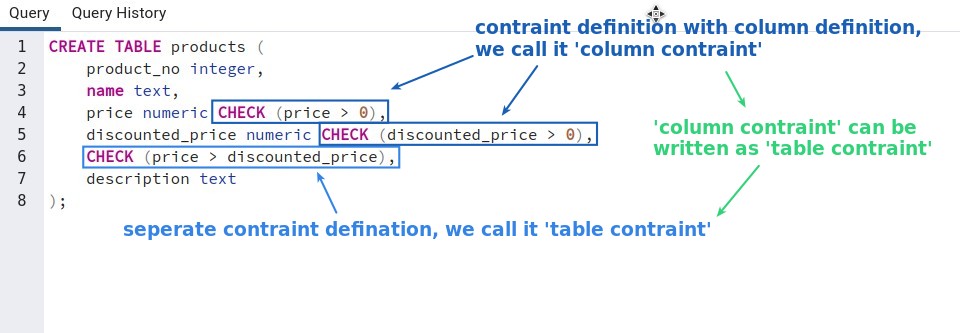 Query Query History
contraint definition with column definition,
we call it 'column contraint'
1 CREATE TABLE products (
2 product_no integer,
3 name text,
4 price numeric CHECK (price > 0),
5 discounted_price numeric CHECK (discounted_price > 0),
6 CHECK (price > discounted_price),
7 description text
8 );
'column contraint' can be
written as 'table contraint'
seperate contraint defination, we call it 'table contraint'